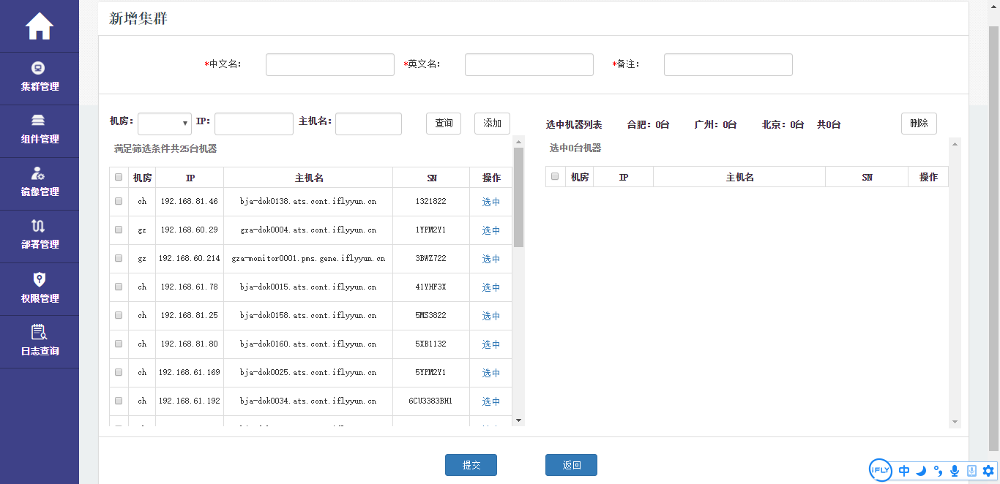 新增集群
*中文名：
*英文名：
*备注：
集群管理
组件管理
镜像管理
部署管理
权限管理
日志查询
机房： IP： 主机名： 查询 添加
满足筛选条件共25台机器
机房 IP 主机名 SN 操作
ch 192.168.81.46 bja-dok0138.ats.cont.iflyyun.cn 1321822 选中
gz 192.168.60.29 gza-dok0004.ats.cont.iflyyun.cn 1YPM2Y1 选中
gz 192.168.60.214 gza-monitor0001.pms.gene.iflyyun.cn 3BWZ722 选中
ch 192.168.61.78 bja-dok0015.ats.cont.iflyyun.cn 41YHF3X 选中
ch 192.168.81.25 bja-dok0158.ats.cont.iflyyun.cn 5MS3822 选中
ch 192.168.81.80 bja-dok0160.ats.cont.iflyyun.cn 5XB1132 选中
ch 192.168.61.169 bja-dok0025.ats.cont.iflyyun.cn 5YPM2Y1 选中
ch 192.168.61.192 bja-dok0034.ats.cont.iflyyun.cn 6CU3383BH1 选中
选中机器列表 合肥：0台 广州：0台 北京：0台 共0台 删除
选中0台机器
机房 IP 主机名 SN 操作
提交 返回
iFLY 中